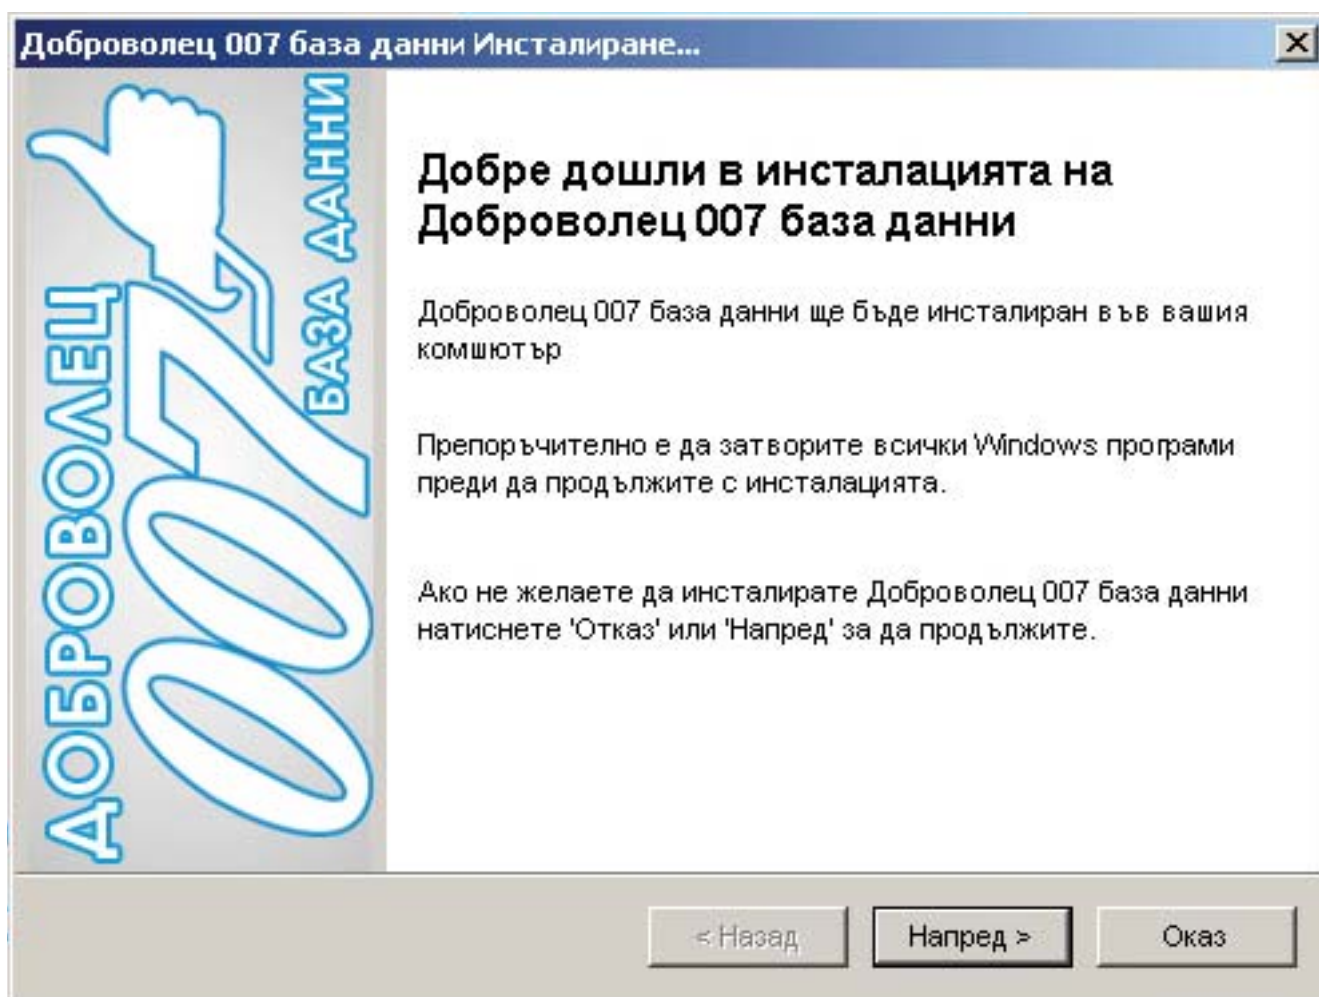 Доброволец 007 база данни Инсталиране...
ДОБРОВОЛЕЦ
007
БАЗА ДАННИ
Добре дошли в инсталацията на
Доброволец 007 база данни
Доброволец 007 база данни ще бъде инсталиран във вашия
комшютър
Препоръчително е да затворите всички Windows програми
преди да продължите с инсталацията.
Ако не желаете да инсталирате Доброволец 007 база данни
натиснете 'Отказ' или 'Напред' за да продължите.
< Назад
Напред >
Оказ